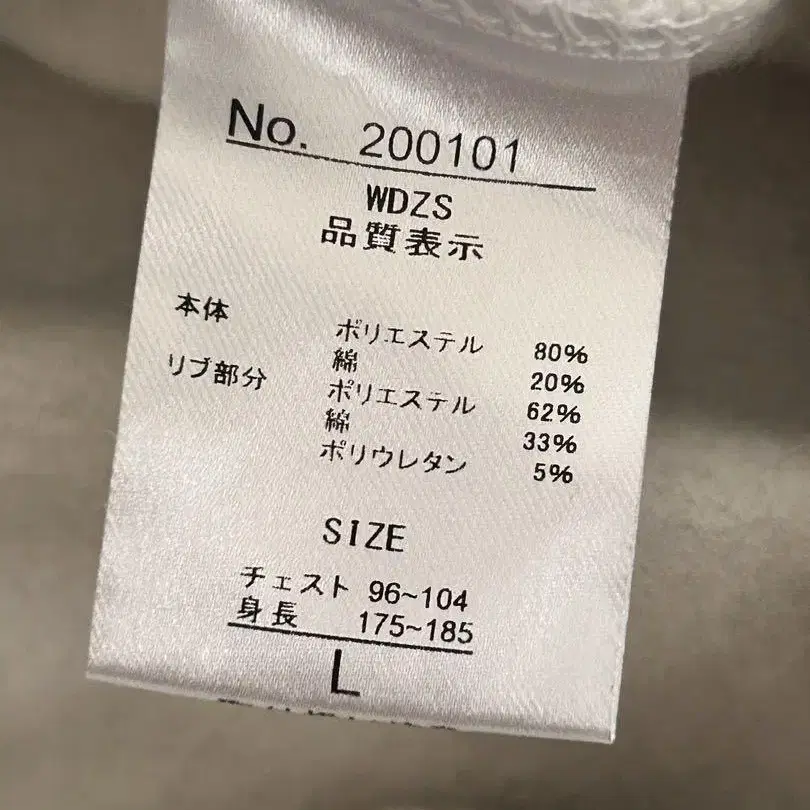 No. 200101
WDZS
品質表示
本体 ポリエステル 80%
綿 20%
リブ部分 ポリエステル 62%
綿 33%
ポリウレタン 5%
SIZE
チェスト 96~104
身長 175~185
L